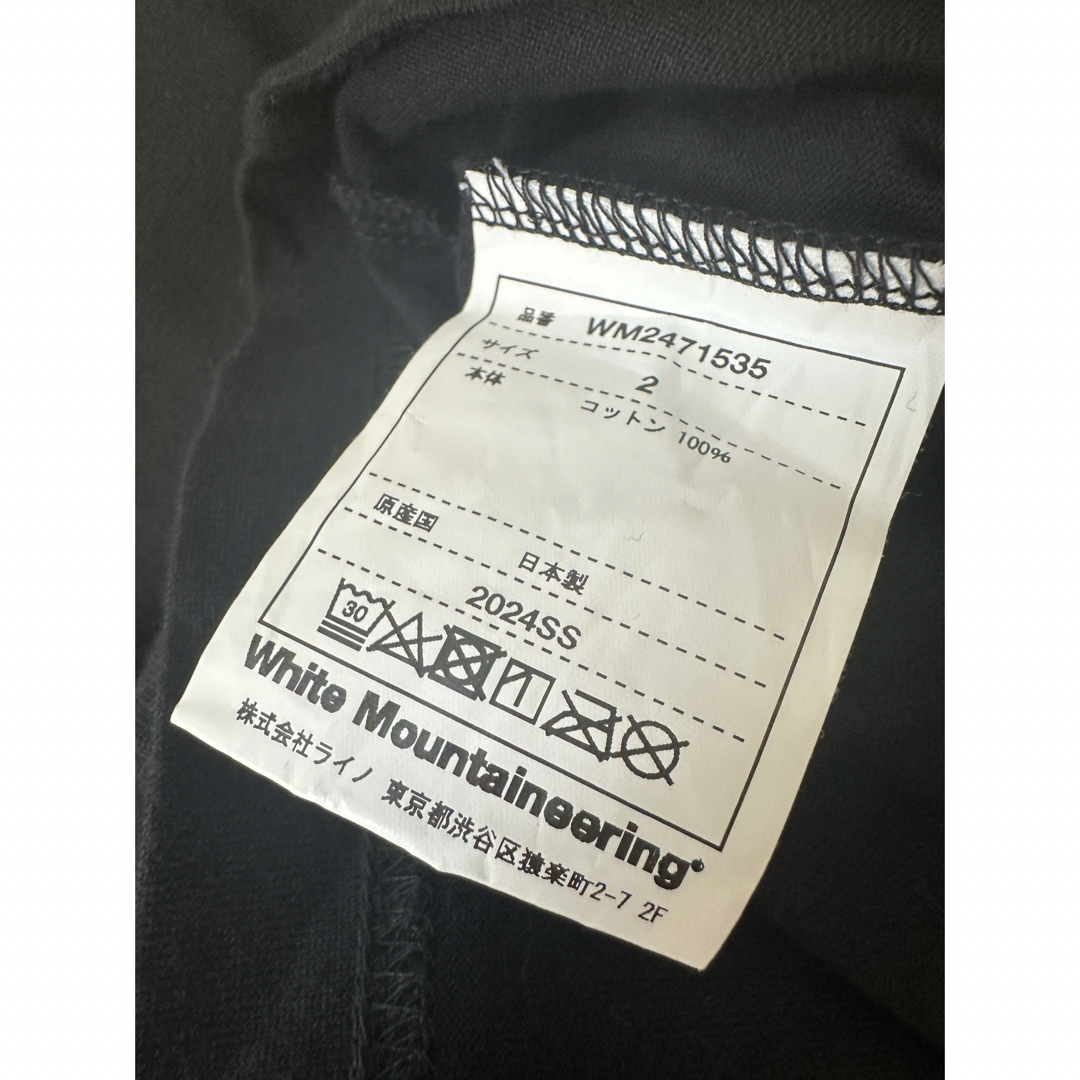 品番 WM2471535
サイズ 2
本体 コットン 100%
原産国 日本製
2024SS
30
White Mountaineering®
株式会社ライノ 東京都渋谷区猿楽町2-7 2F